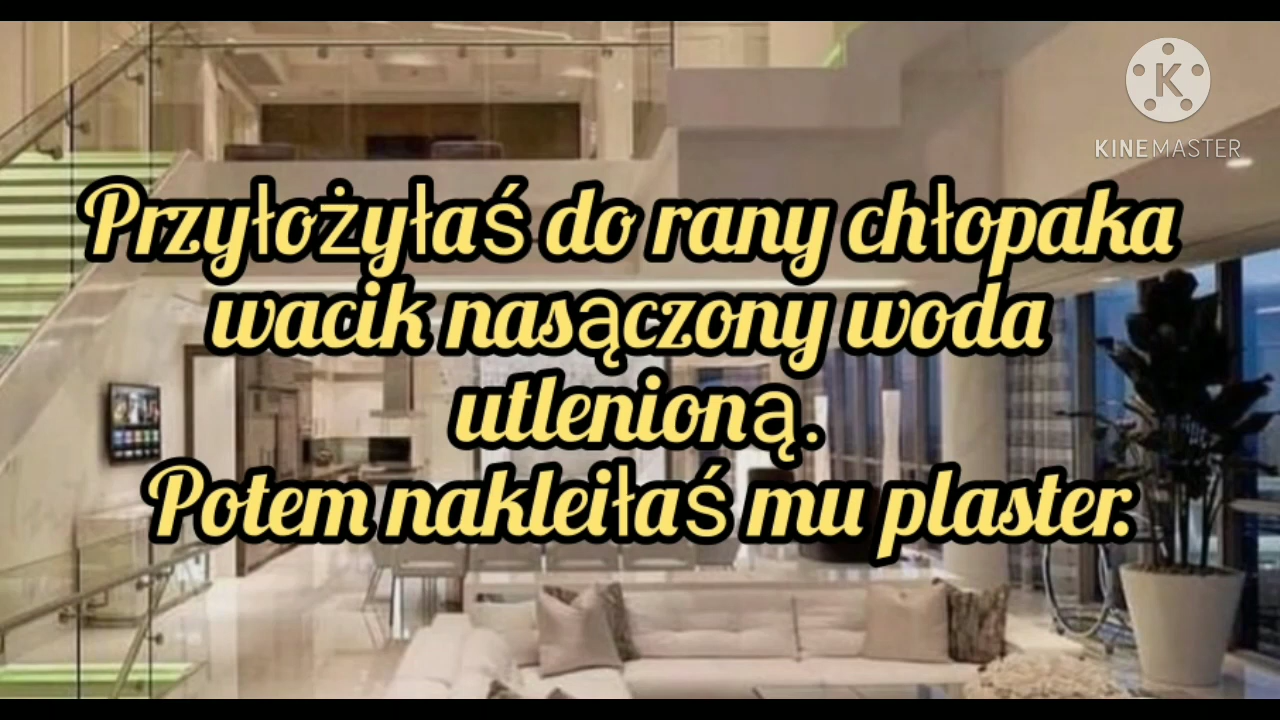 K
KINEMASTER
Przyłożyłaś do rany chłopaka
wacik nasączony woda
utlenioną.
Potem nakleiłaś mu plaster.